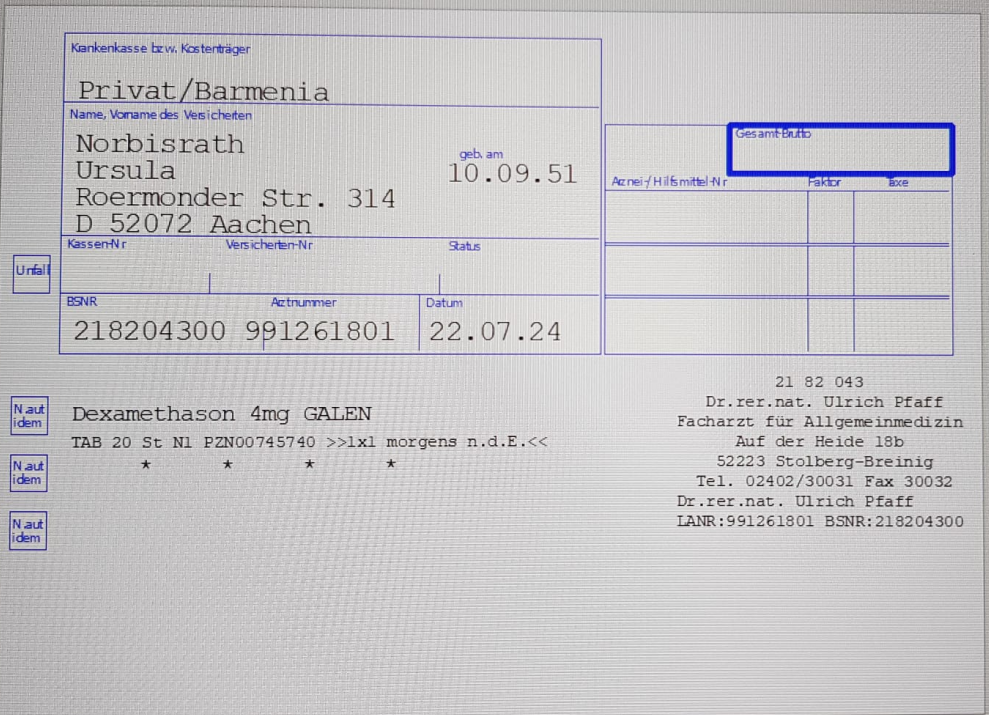 Krankenkasse bzw. Kostenträger
Privat/Barmenia
Name, Vorname des Versicherten
Norbisrath
Ursula
geb. am
10.09.51
Roermonder Str. 314
D 52072 Aachen
Kassen-Nr Versicherten-Nr Status
BSNR Arztnummer Datum
218204300 991261801 22.07.24
Unfall
Gesamt-Brutto
Arznei-/Hilfsmittel-Nr Faktor Taxe
N aut
idem
N aut
idem
N aut
idem
Dexamethason 4mg GALEN
TAB 20 St N1 PZN00745740 >>1x1 morgens n.d.E.<<
* * * *
21 82 043
Dr.rer.nat. Ulrich Pfaff
Facharzt für Allgemeinmedizin
Auf der Heide 18b
52223 Stolberg-Breinig
Tel. 02402/30031 Fax 30032
Dr.rer.nat. Ulrich Pfaff
LANR:991261801 BSNR:218204300